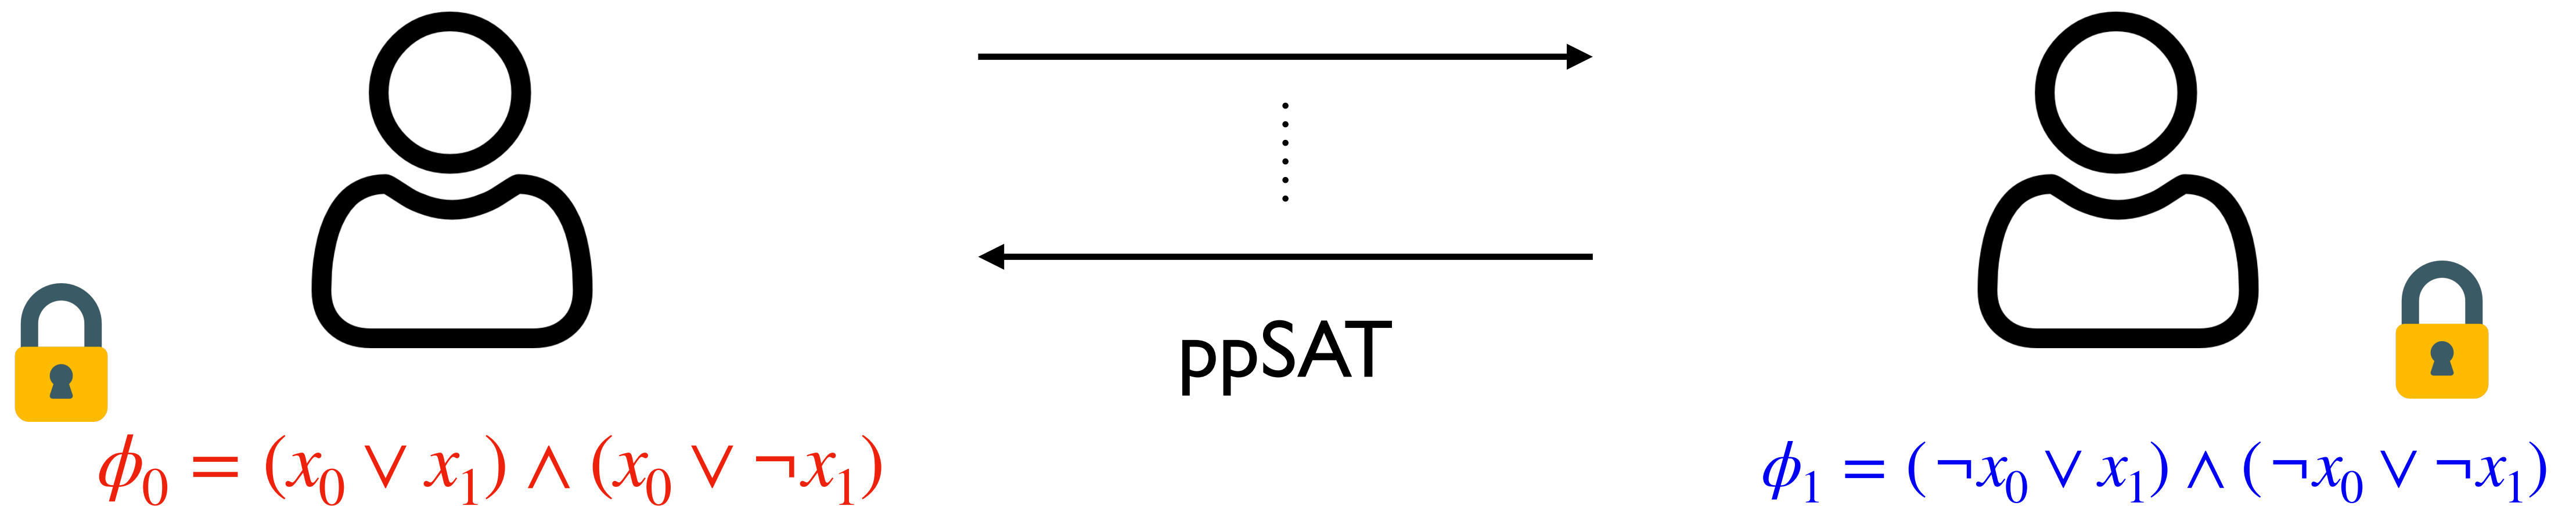 ppSAT
ϕ₀ = (x₀ ∨ x₁) ∧ (x₀ ∨ ¬x₁)
ϕ₁ = (¬x₀ ∨ x₁) ∧ (¬x₀ ∨ ¬x₁)